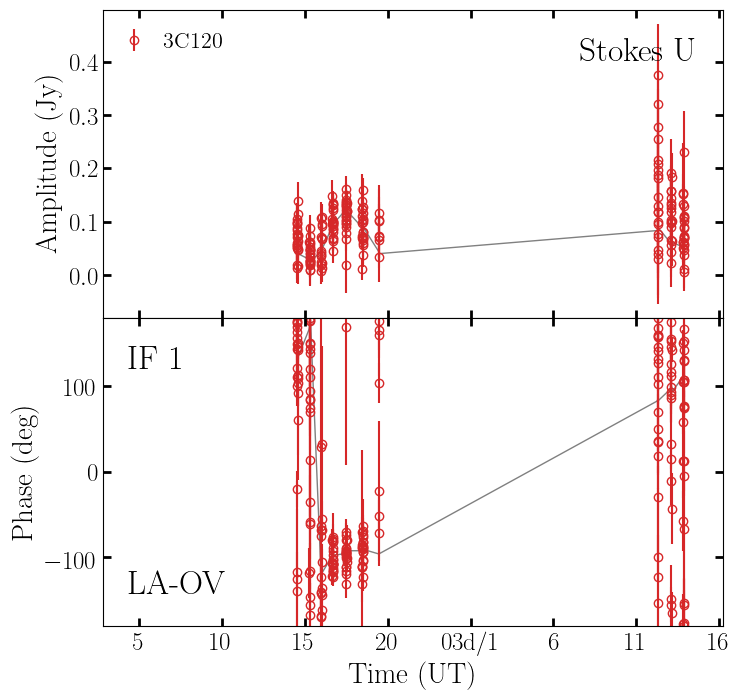 3C120
Stokes U
Amplitude (Jy)
0.4
0.3
0.2
0.1
0.0
IF 1
Phase (deg)
100
0
−100
LA-OV
5 10 15 20 03d/1 6 11 16
Time (UT)